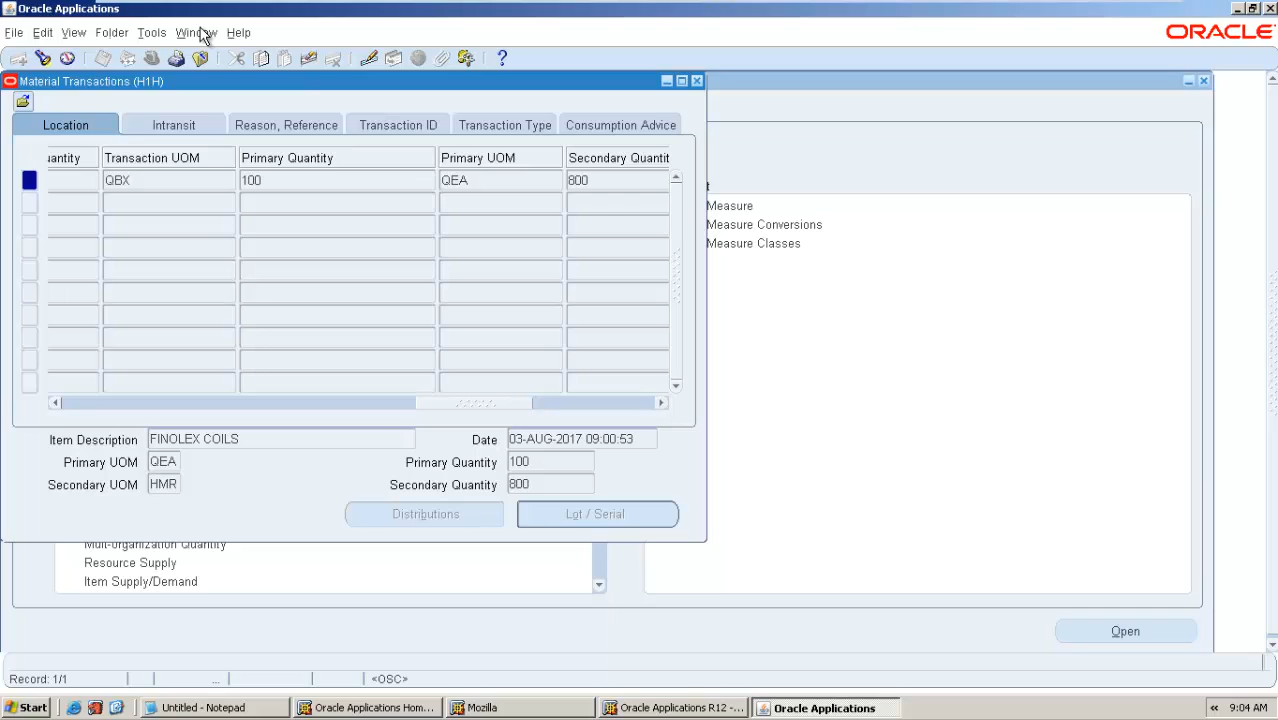 Oracle Applications
File Edit View Folder Tools Window Help
ORACLE
Material Transactions (H1H)
Location Intransit Reason, Reference Transaction ID Transaction Type Consumption Advice
uantity Transaction UOM Primary Quantity Primary UOM Secondary Quantit
QBX 100 QEA 800
t
Measure
Measure Conversions
Measure Classes
Item Description FINOLEX COILS Date 03-AUG-2017 09:00:53
Primary UOM QEA Primary Quantity 100
Secondary UOM HMR Secondary Quantity 800
Distributions Lot / Serial
Multi-organization Quantity
Resource Supply
Item Supply/Demand
Open
Record: 1/1 ... <OSC>
Start Untitled - Notepad Oracle Applications Hom... Mozilla Oracle Applications R12 -... Oracle Applications « 9:04 AM